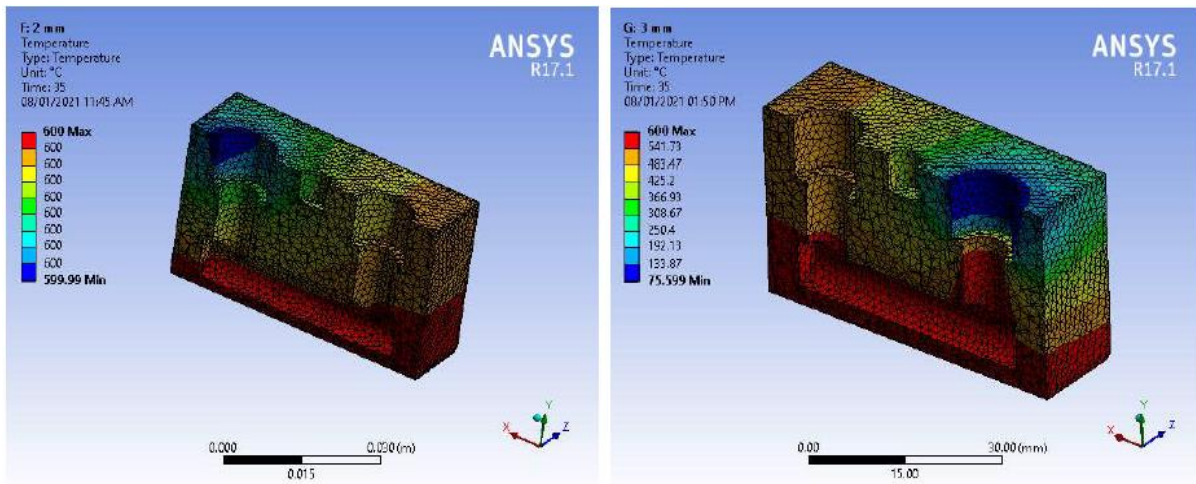 F: 2 mm
Temperature
Type: Temperature
Unit: °C
Time: 35
08/01/2021 11:45 AM
ANSYS
R17.1
600 Max
600
600
600
600
600
600
600
600
599.99 Min
0.000
0.030 (m)
0.015
X
Y
Z
G: 3 mm
Temperature
Type: Temperature
Unit: °C
Time: 35
08/01/2021 01:50 PM
ANSYS
R17.1
600 Max
541.73
483.47
425.2
366.93
308.67
250.4
192.13
133.87
75.599 Min
0.00
30.00 (mm)
15.00
X
Y
Z